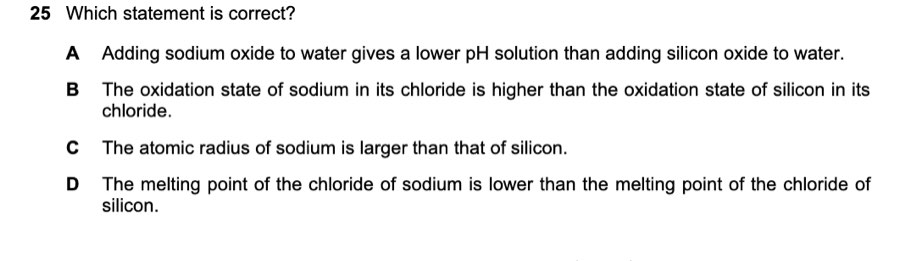 25 Which statement is correct?
A Adding sodium oxide to water gives a lower pH solution than adding silicon oxide to water.
B The oxidation state of sodium in its chloride is higher than the oxidation state of silicon in its
chloride.
C The atomic radius of sodium is larger than that of silicon.
D The melting point of the chloride of sodium is lower than the melting point of the chloride of
silicon.